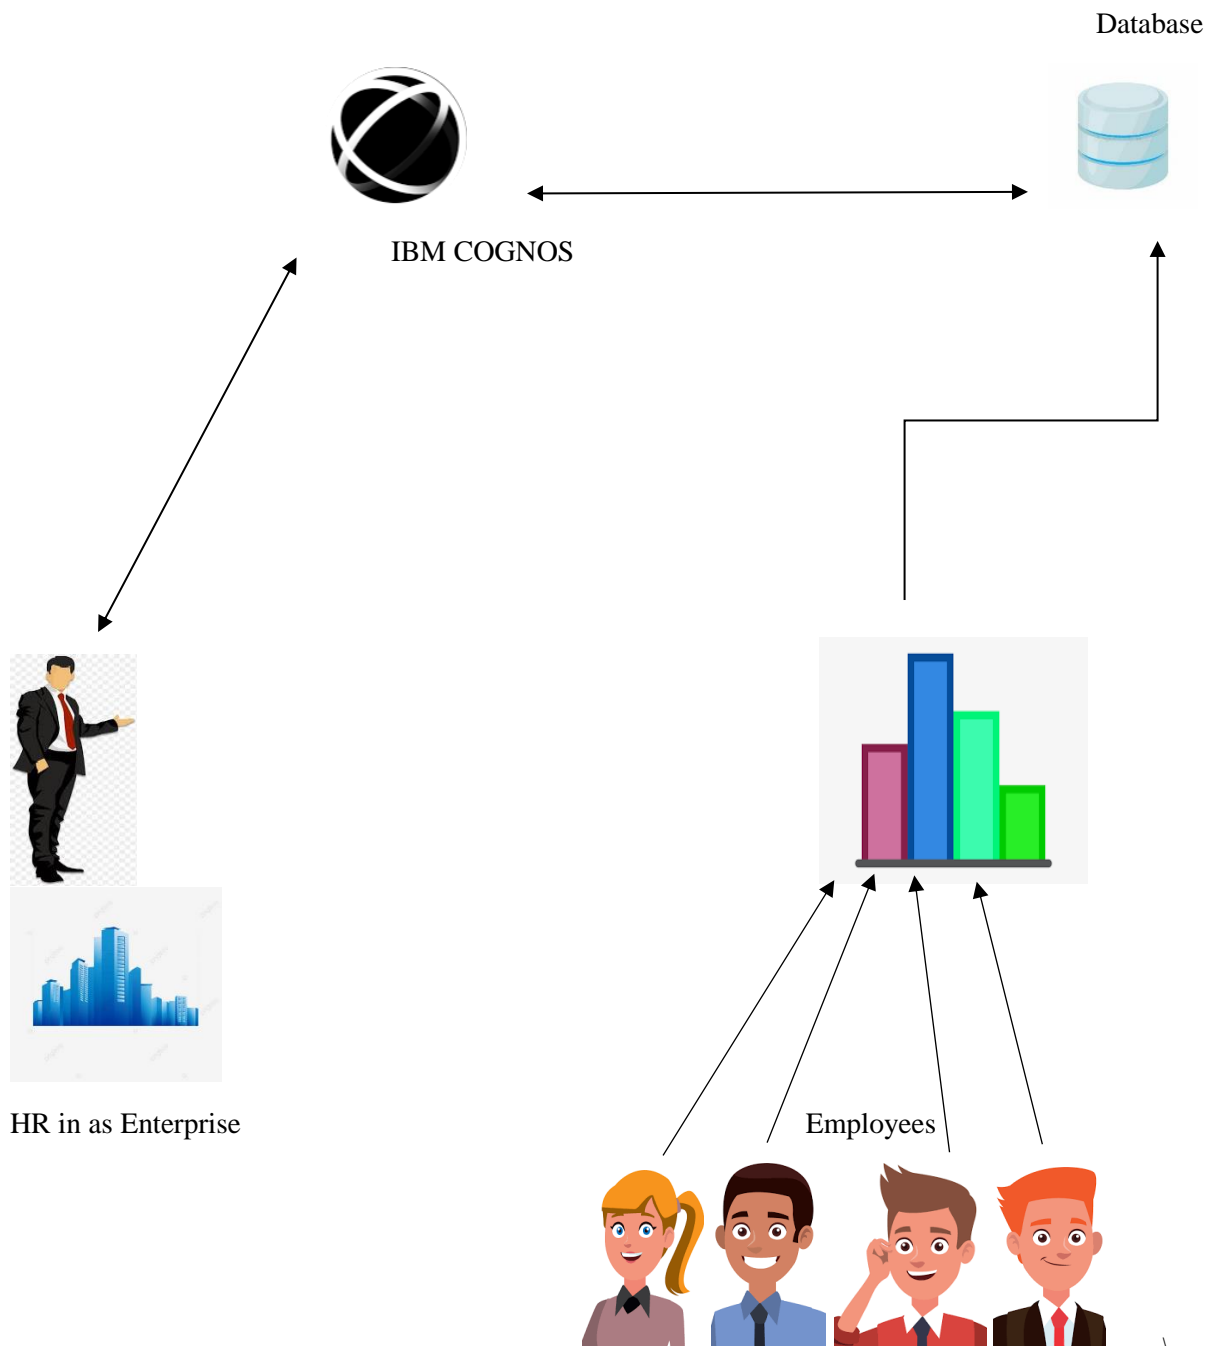 Database
IBM COGNOS
HR in as Enterprise
Employees